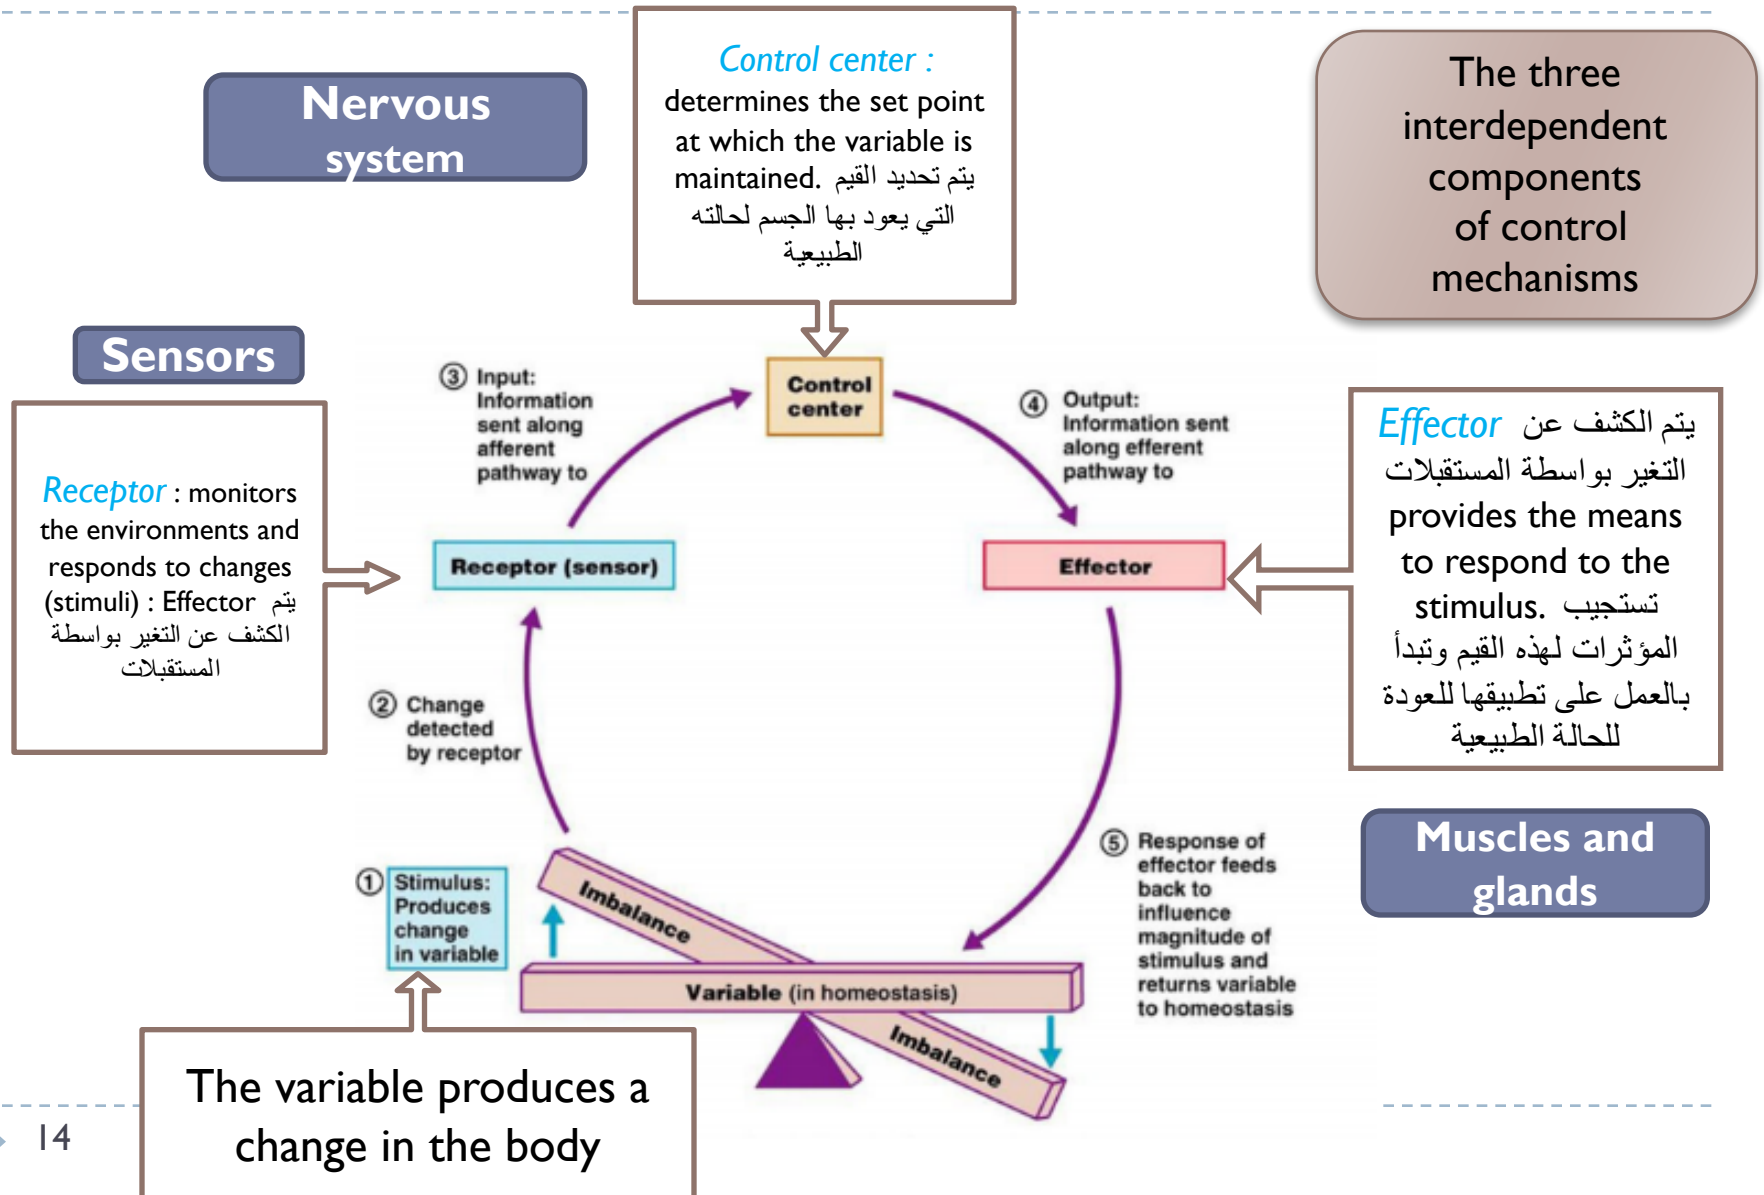 Nervous
system
Control center :
determines the set point
at which the variable is
maintained. يتم تحديد القيم
التي يعود بها الجسم لحالته
الطبيعية
The three
interdependent
components
of control
mechanisms
Sensors
Receptor : monitors
the environments and
responds to changes
(stimuli) : Effector يتم
الكشف عن التغير بواسطة
المستقبلات
③ Input:
Information
sent along
afferent
pathway to
Control
center
④ Output:
Information sent
along efferent
pathway to
Effector يتم الكشف عن
التغير بواسطة المستقبلات
provides the means
to respond to the
stimulus. تستجيب
المؤثرات لهذه القيم وتبدأ
بالعمل على تطبيقها للعودة
للحالة الطبيعية
Receptor (sensor)
Effector
② Change
detected
by receptor
Muscles and
glands
① Stimulus:
Produces
change
in variable
Imbalance
Variable (in homeostasis)
Imbalance
⑤ Response of
effector feeds
back to
influence
magnitude of
stimulus and
returns variable
to homeostasis
The variable produces a
change in the body
14